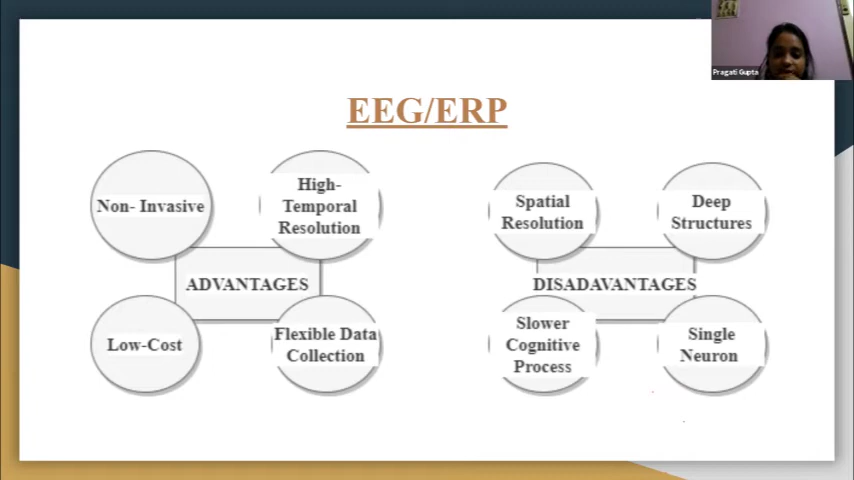 Pragati Gupta
EEG/ERP
Non- Invasive
High-
Temporal
Resolution
ADVANTAGES
Low-Cost
Flexible Data
Collection
Spatial
Resolution
Deep
Structures
DISADAVANTAGES
Slower
Cognitive
Process
Single
Neuron